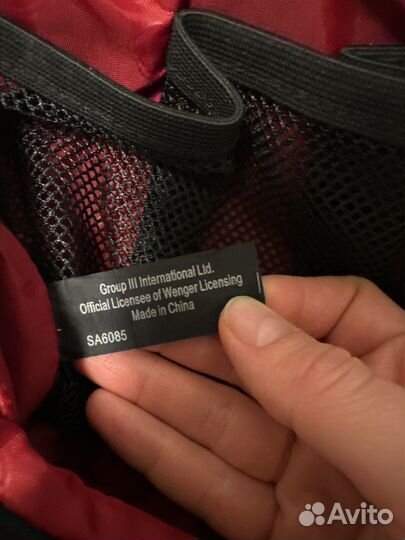 Group III International Ltd.
Official Licensee of Wenger Licensing
Made in China
SA6085
Avito